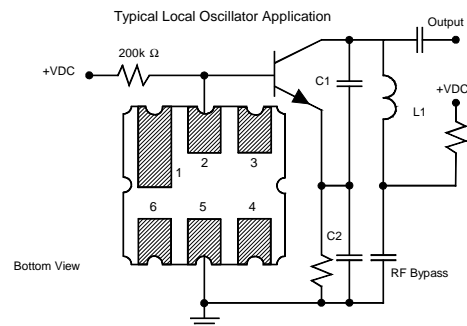 Typical Local Oscillator Application
Output
200k Ω
+VDC
C1
+VDC
L1
2
3
1
6
5
4
C2
Bottom View
RF Bypass